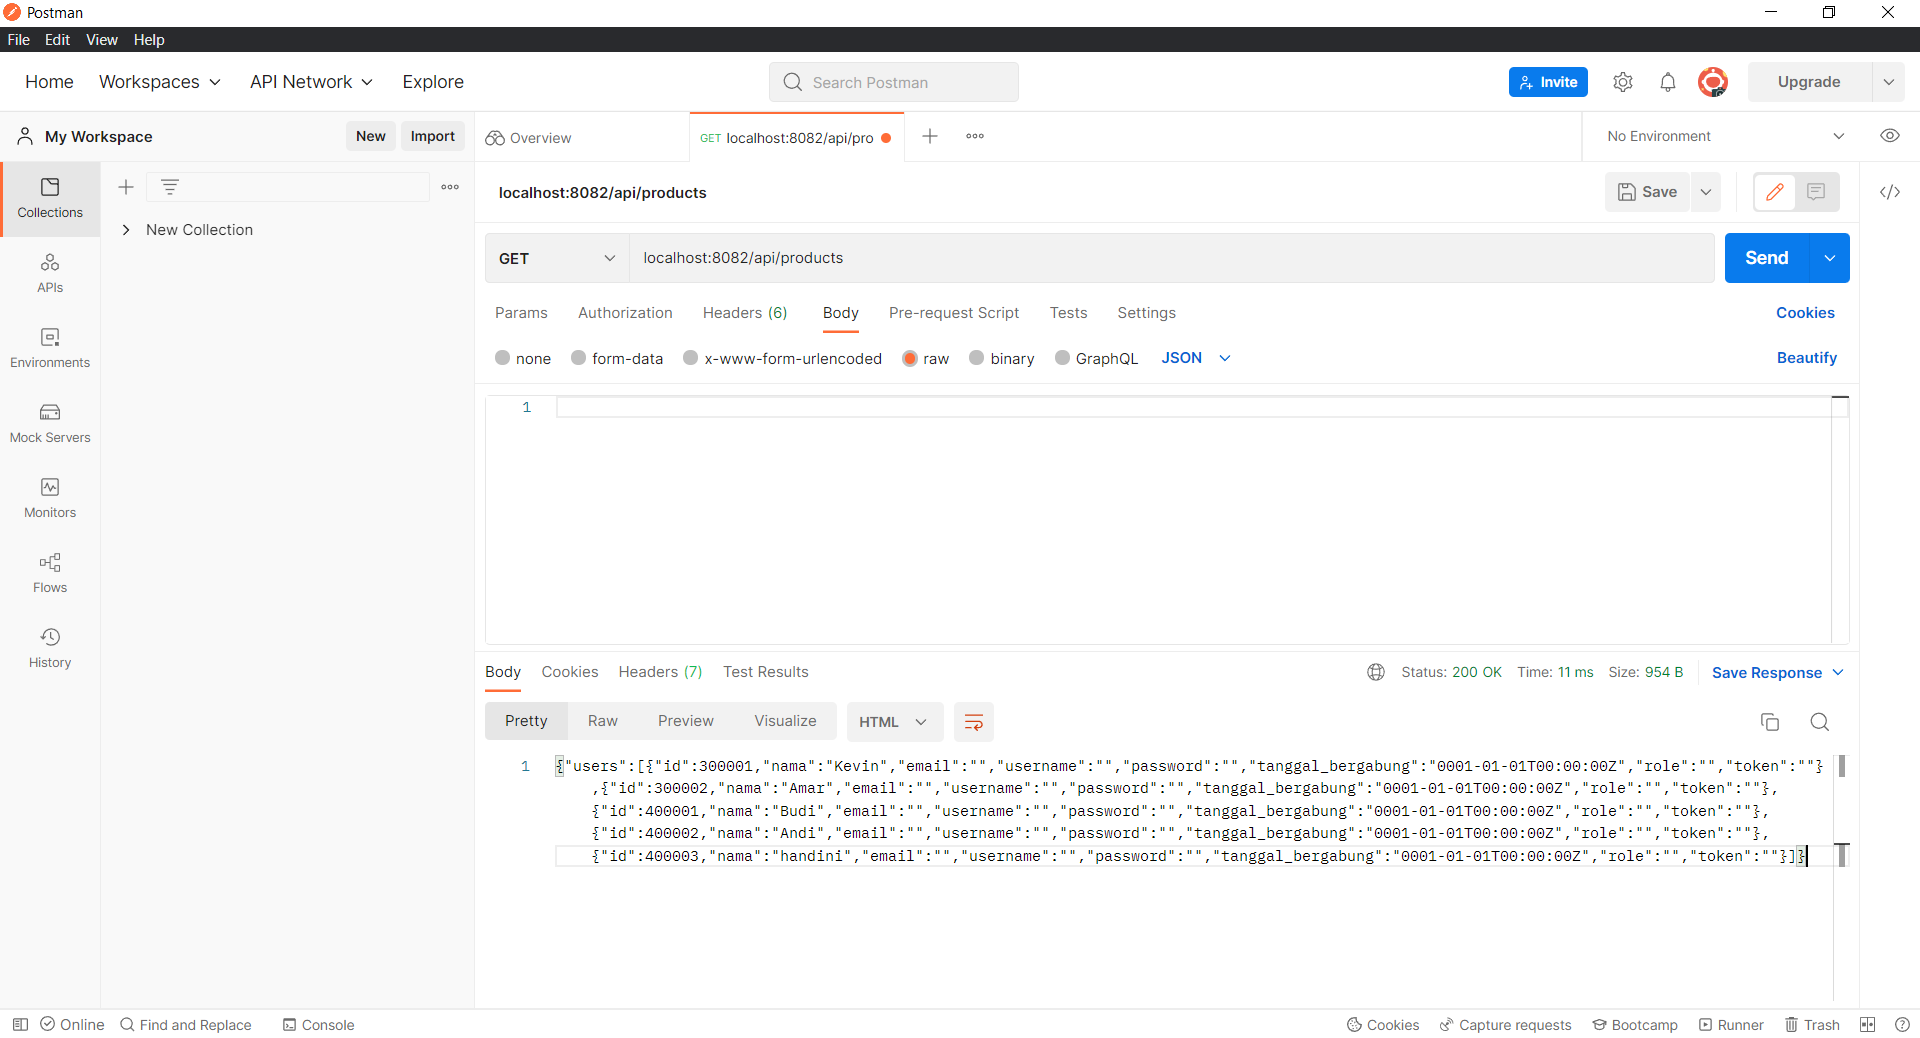 Postman
File Edit View Help
Home Workspaces API Network Explore Search Postman Invite Upgrade
My Workspace New Import Overview GET localhost:8082/api/pro No Environment
localhost:8082/api/products Save
Collections
New Collection
GET localhost:8082/api/products Send
APIs
Params Authorization Headers (6) Body Pre-request Script Tests Settings Cookies
Environments
none form-data x-www-form-urlencoded raw binary GraphQL JSON Beautify
1
Mock Servers
Monitors
Flows
History
Body Cookies Headers (7) Test Results Status: 200 OK Time: 11 ms Size: 954 B Save Response
Pretty Raw Preview Visualize HTML
1 {"users":[{"id":300001,"nama":"Kevin","email":"","username":"","password":"","tanggal_bergabung":"0001-01-01T00:00:00Z","role":"","token":""}
,{"id":300002,"nama":"Amar","email":"","username":"","password":"","tanggal_bergabung":"0001-01-01T00:00:00Z","role":"","token":""},
{"id":400001,"nama":"Budi","email":"","username":"","password":"","tanggal_bergabung":"0001-01-01T00:00:00Z","role":"","token":""},
{"id":400002,"nama":"Andi","email":"","username":"","password":"","tanggal_bergabung":"0001-01-01T00:00:00Z","role":"","token":""},
{"id":400003,"nama":"handini","email":"","username":"","password":"","tanggal_bergabung":"0001-01-01T00:00:00Z","role":"","token":""}]}
Online Find and Replace Console Cookies Capture requests Bootcamp Runner Trash